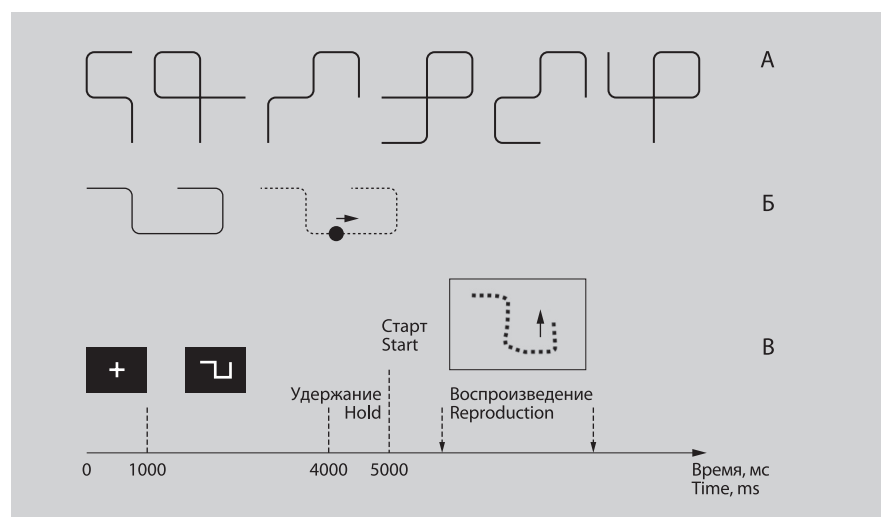 А
Б
В
Старт
Start
Удержание
Hold
Воспроизведение
Reproduction
0 1000 4000 5000
Время, мс
Time, ms